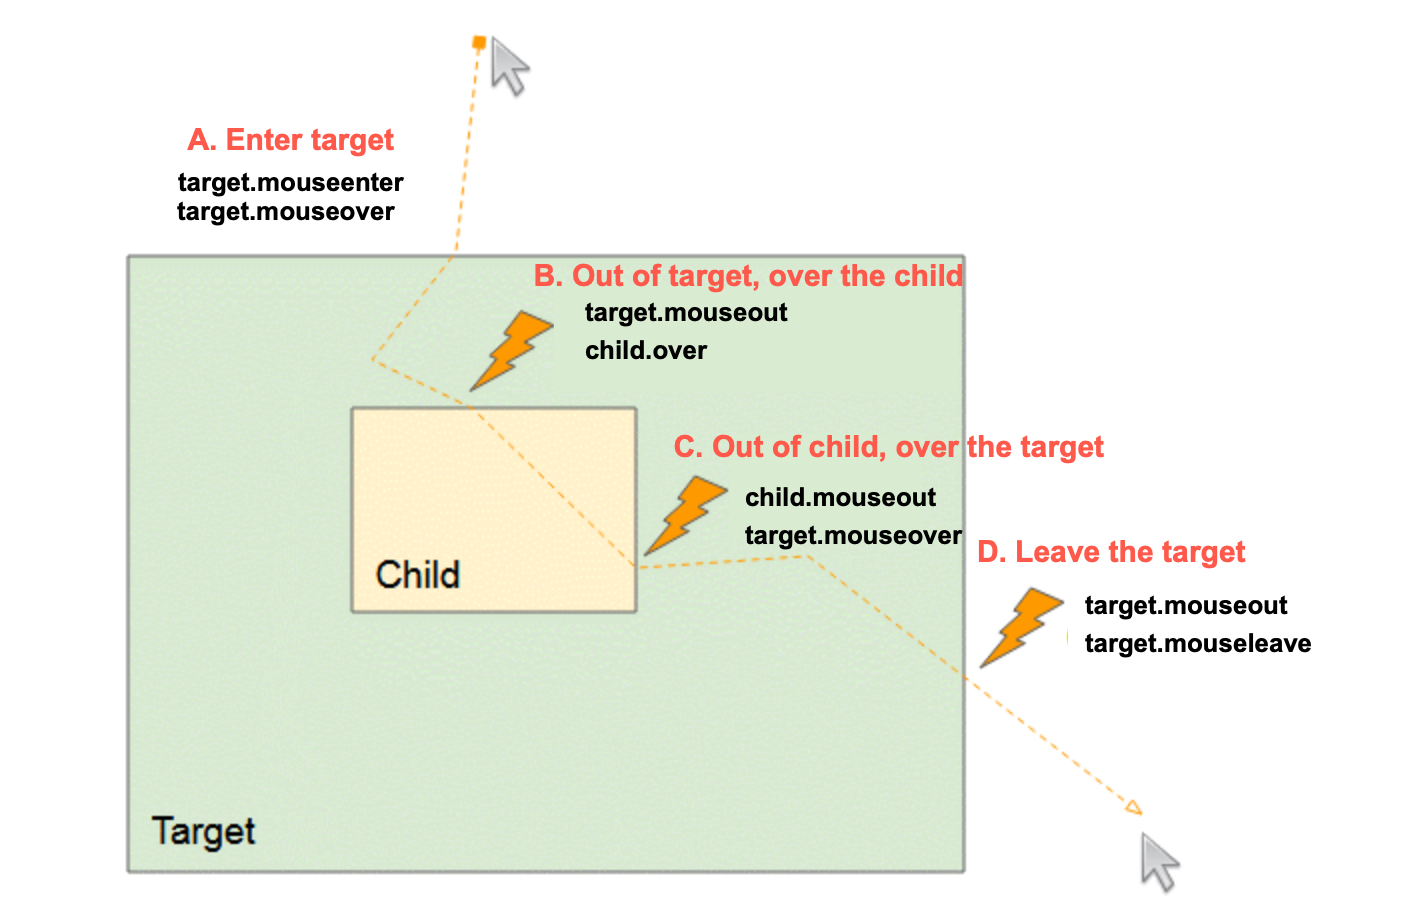 A. Enter target
target.mouseenter
target.mouseover
B. Out of target, over the child
target.mouseout
child.over
C. Out of child, over the target
child.mouseout
target.mouseover
D. Leave the target
target.mouseout
target.mouseleave
Child
Target